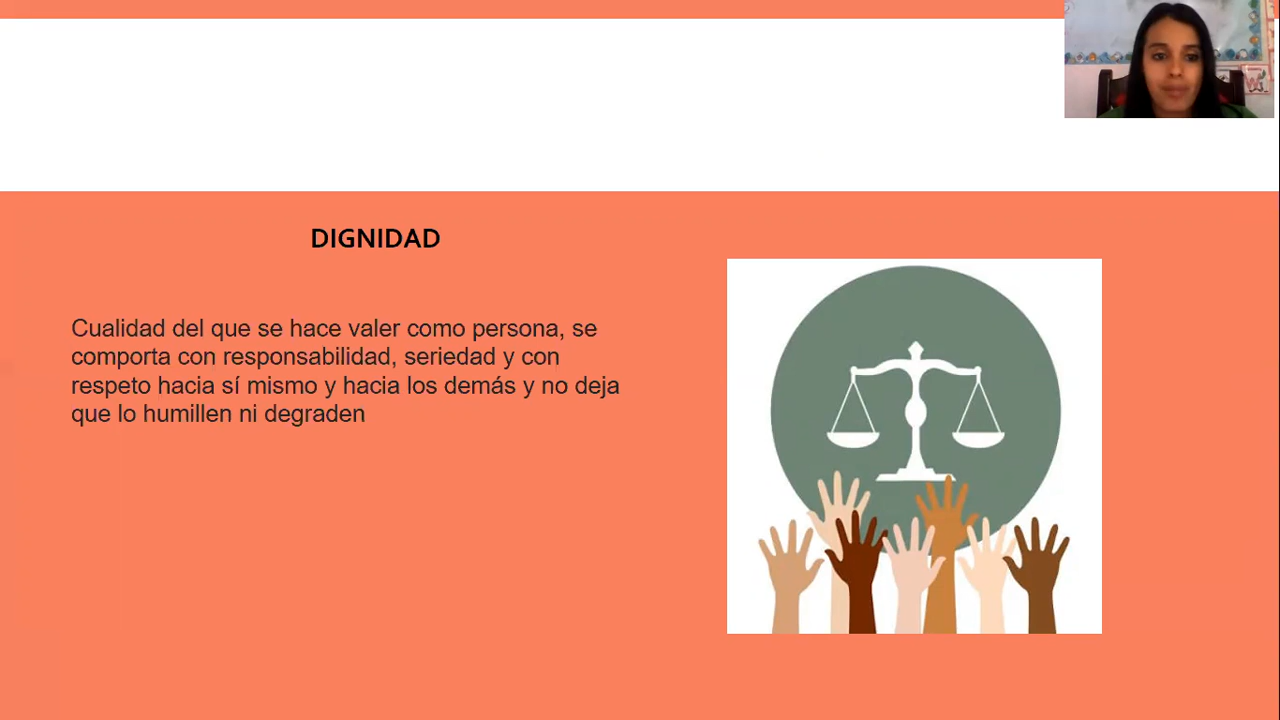 DIGNIDAD
Cualidad del que se hace valer como persona, se
comporta con responsabilidad, seriedad y con
respeto hacia sí mismo y hacia los demás y no deja
que lo humillen ni degraden